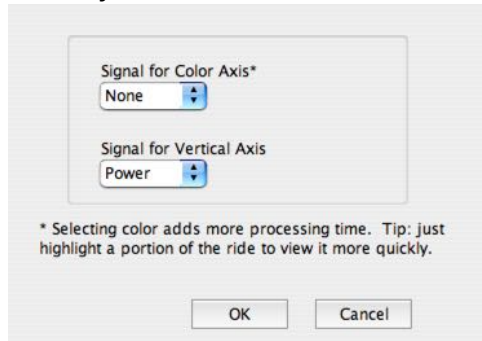 Signal for Color Axis*
None
Signal for Vertical Axis
Power
* Selecting color adds more processing time. Tip: just
highlight a portion of the ride to view it more quickly.
OK Cancel